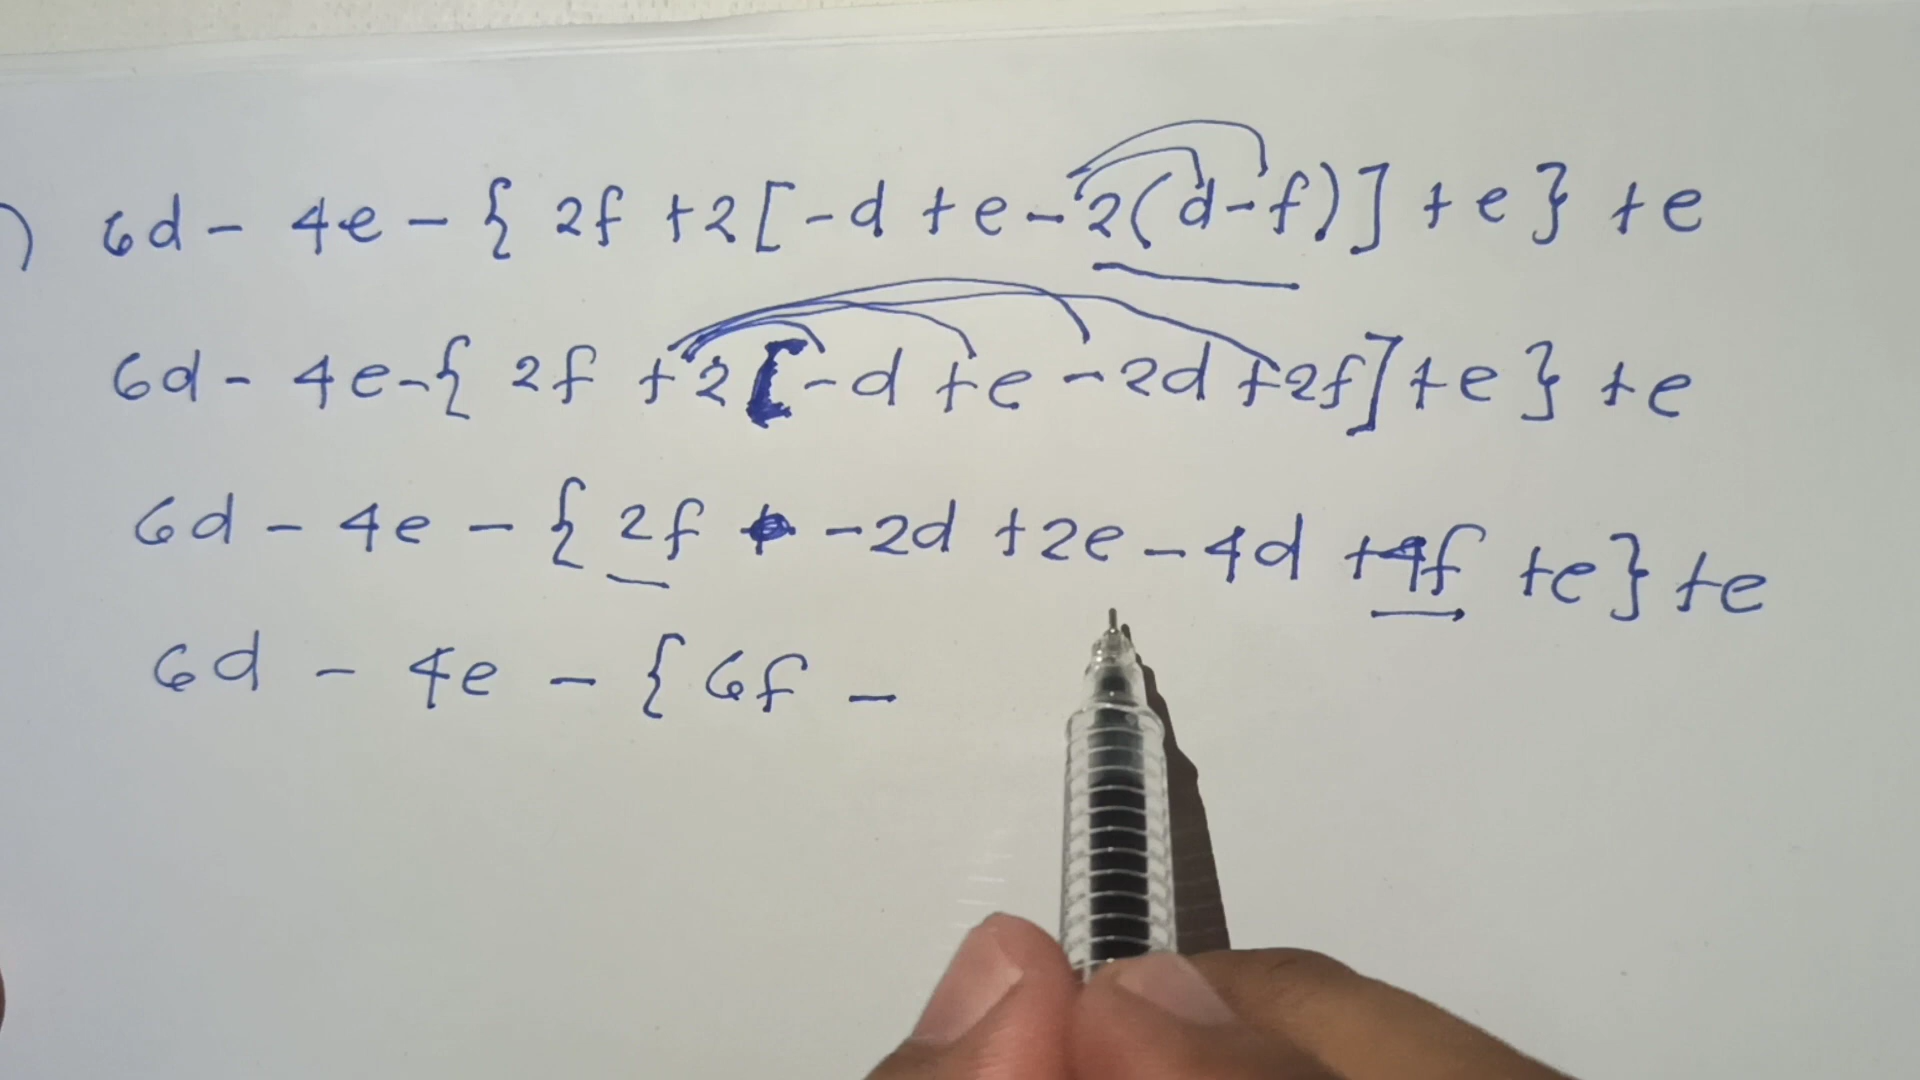 ) 6d - 4e - { 2f + 2 [ - d + e - 2 ( d - f ) ] + e } + e
6d - 4e - { 2f + 2 [ - d + e - 2d + 2f ] + e } + e
6d - 4e - { 2f - 2d + 2e - 4d + 4f + e } + e
6d - 4e - { 6f -